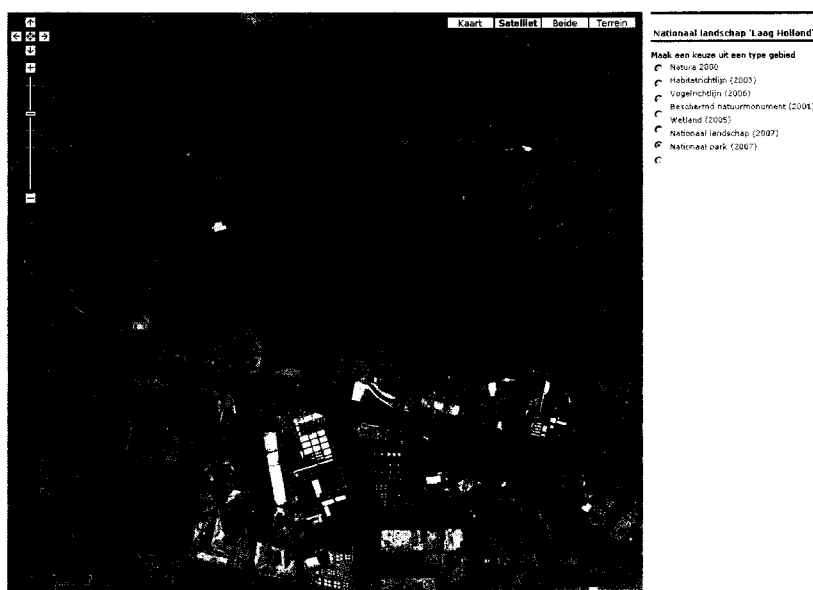 Kaart Satelliet Beide Terrein
Nationaal landschap 'Laag Holland'
Maak een keuze uit een type gebied
Natura 2000
Habitatrichtlijn (2003)
Vogelrichtlijn (2006)
Beschermd natuurmonument (2001)
Wetland (2005)
Nationaal landschap (2007)
Nationaal park (2007)